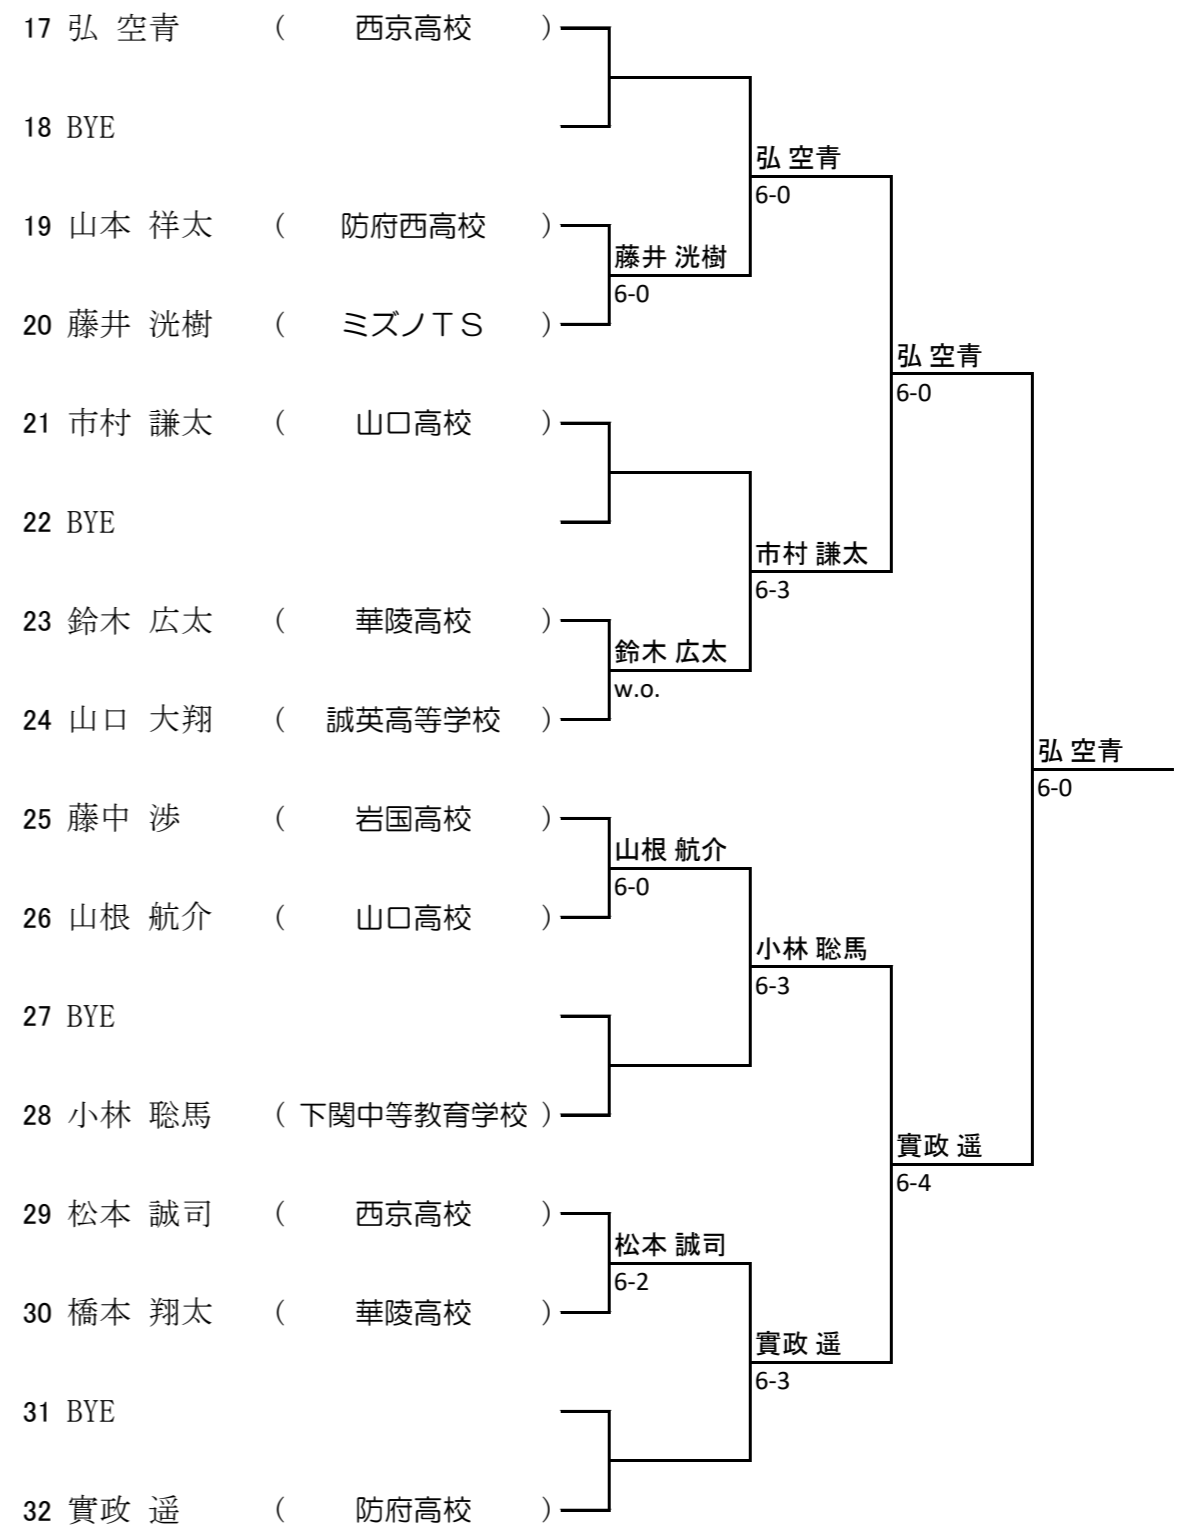 17 弘 空青 ( 西京高校 )
18 BYE
弘 空青
6-0
19 山本 祥太 ( 防府西高校 )
藤井 洸樹
6-0
20 藤井 洸樹 ( ミズノＴＳ )
弘 空青
6-0
21 市村 謙太 ( 山口高校 )
22 BYE
市村 謙太
6-3
23 鈴木 広太 ( 華陵高校 )
鈴木 広太
w.o.
24 山口 大翔 ( 誠英高等学校 )
弘 空青
6-0
25 藤中 渉 ( 岩国高校 )
山根 航介
6-0
26 山根 航介 ( 山口高校 )
小林 聡馬
6-3
27 BYE
28 小林 聡馬 ( 下関中等教育学校 )
實政 遥
6-4
29 松本 誠司 ( 西京高校 )
松本 誠司
6-2
30 橋本 翔太 ( 華陵高校 )
實政 遥
6-3
31 BYE
32 實政 遥 ( 防府高校 )